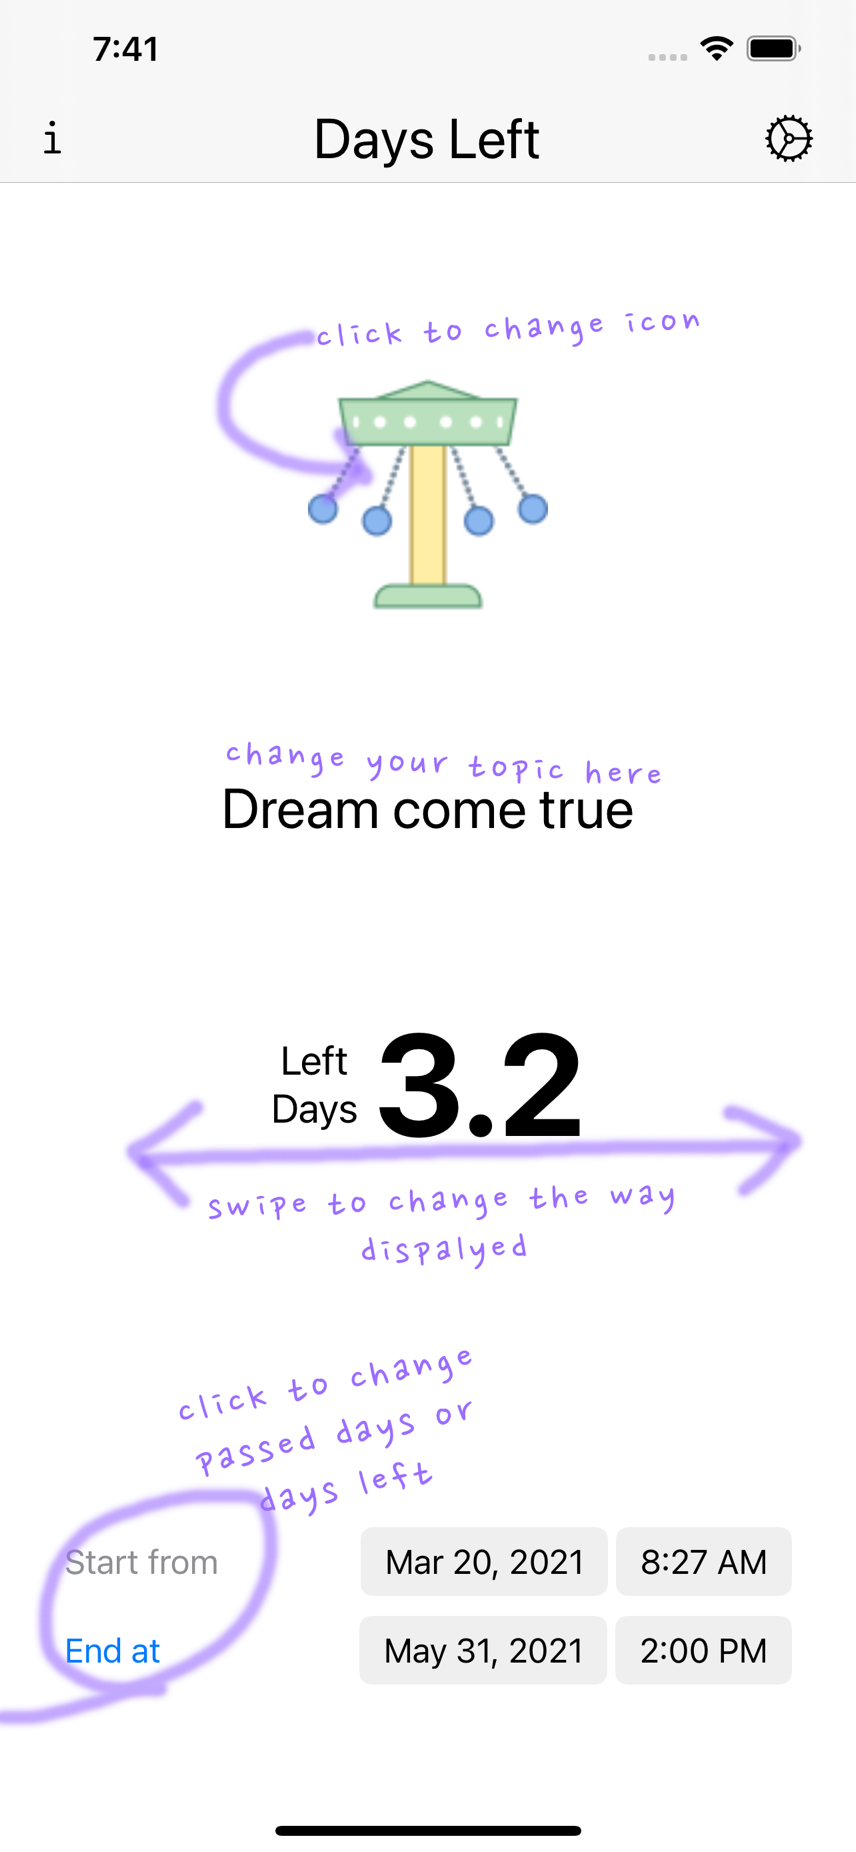 7:41
i Days Left
click to change icon
change your topic here
Dream come true
Left
Days 3.2
swipe to change the way
dispalyed
click to change
passed days or
days left
Start from Mar 20, 2021 8:27 AM
End at May 31, 2021 2:00 PM